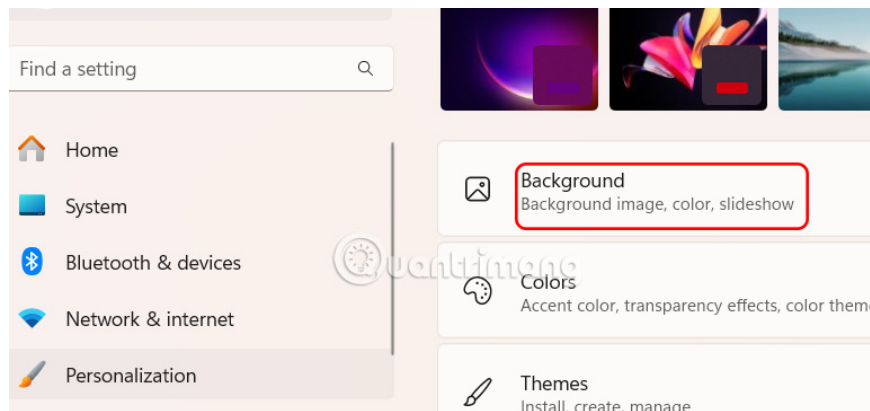 Find a setting
Home
System
Bluetooth & devices
Network & internet
Personalization
Background
Background image, color, slideshow
Quantrimang
Colors
Accent color, transparency effects, color them
Themes
Install, create, manage